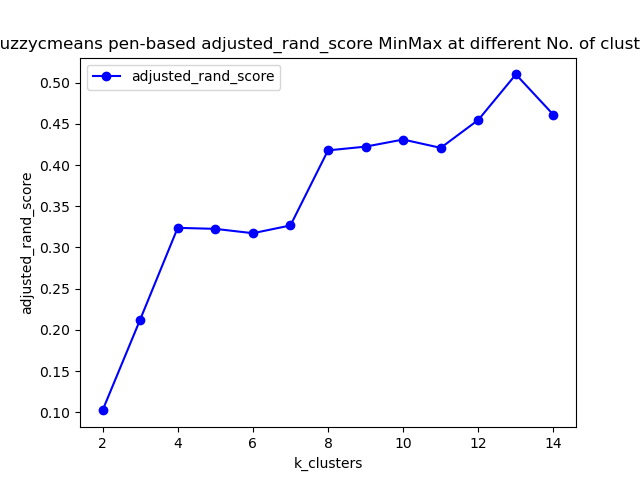 uzzycmeans pen-based adjusted_rand_score MinMax at different No. of clust
adjusted_rand_score
adjusted_rand_score
0.50
0.45
0.40
0.35
0.30
0.25
0.20
0.15
0.10
2 4 6 8 10 12 14
k_clusters